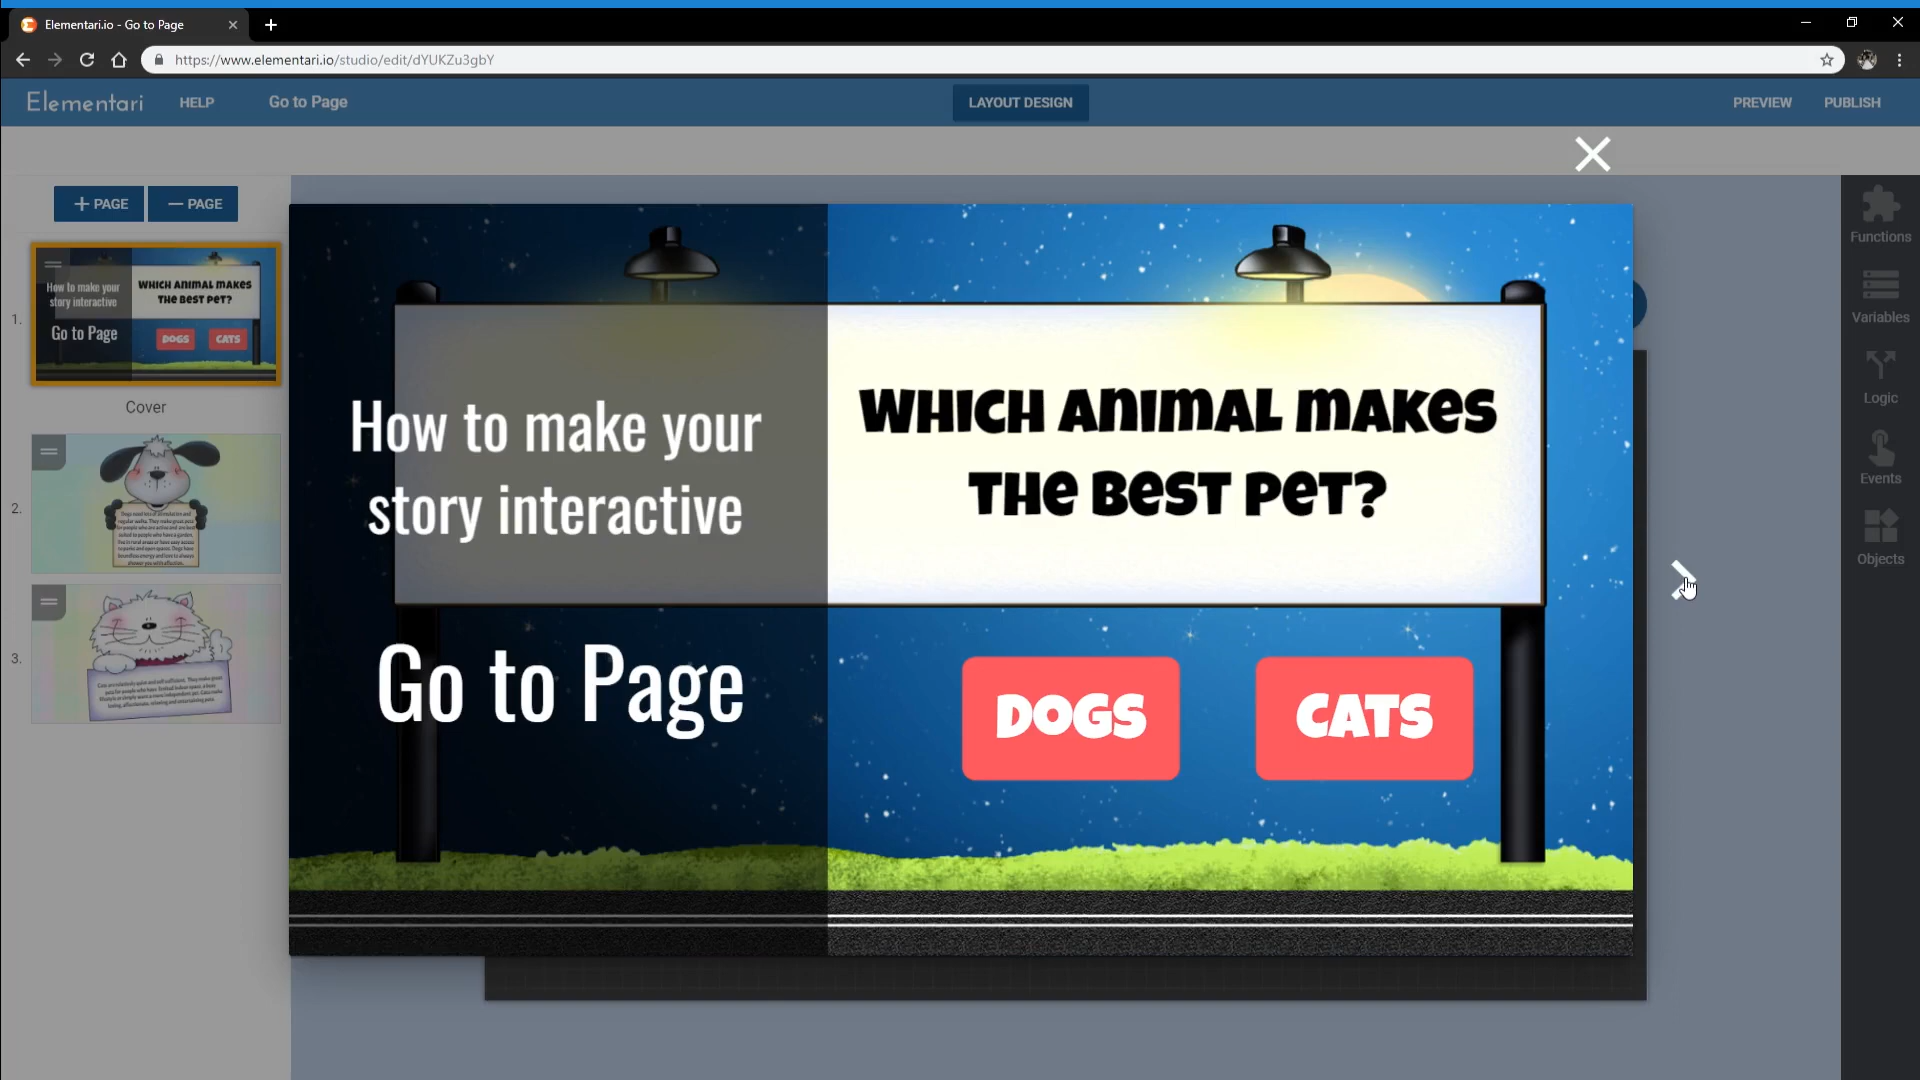 Elementari.io - Go to Page
https://www.elementari.io/studio/edit/dYUKZu3gbY
Elementari
HELP
Go to Page
LAYOUT DESIGN
PREVIEW
PUBLISH
+ PAGE
— PAGE
1.
How to make your
story interactive
Go to Page
WHICH ANIMAL MAKES
THE BEST PET?
DOGS
CATS
Cover
2.
3.
How to make your
story interactive
Go to Page
WHICH ANIMAL MAKES
THE BEST PET?
DOGS
CATS
Functions
Variables
Logic
Events
Objects